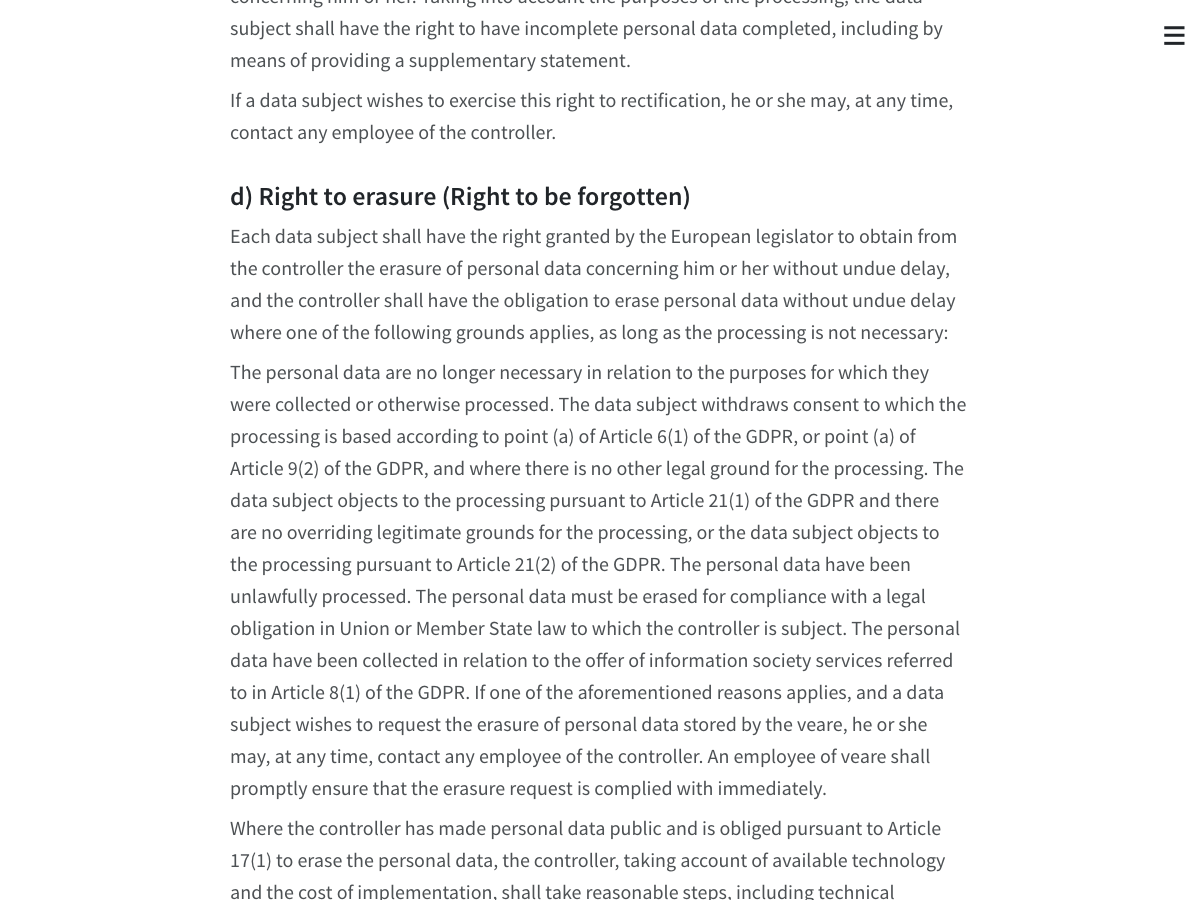 concerning him or her. Taking into account the purposes of the processing, the data
subject shall have the right to have incomplete personal data completed, including by
means of providing a supplementary statement.
If a data subject wishes to exercise this right to rectification, he or she may, at any time,
contact any employee of the controller.
d) Right to erasure (Right to be forgotten)
Each data subject shall have the right granted by the European legislator to obtain from
the controller the erasure of personal data concerning him or her without undue delay,
and the controller shall have the obligation to erase personal data without undue delay
where one of the following grounds applies, as long as the processing is not necessary:
The personal data are no longer necessary in relation to the purposes for which they
were collected or otherwise processed. The data subject withdraws consent to which the
processing is based according to point (a) of Article 6(1) of the GDPR, or point (a) of
Article 9(2) of the GDPR, and where there is no other legal ground for the processing. The
data subject objects to the processing pursuant to Article 21(1) of the GDPR and there
are no overriding legitimate grounds for the processing, or the data subject objects to
the processing pursuant to Article 21(2) of the GDPR. The personal data have been
unlawfully processed. The personal data must be erased for compliance with a legal
obligation in Union or Member State law to which the controller is subject. The personal
data have been collected in relation to the offer of information society services referred
to in Article 8(1) of the GDPR. If one of the aforementioned reasons applies, and a data
subject wishes to request the erasure of personal data stored by the veare, he or she
may, at any time, contact any employee of the controller. An employee of veare shall
promptly ensure that the erasure request is complied with immediately.
Where the controller has made personal data public and is obliged pursuant to Article
17(1) to erase the personal data, the controller, taking account of available technology
and the cost of implementation, shall take reasonable steps, including technical